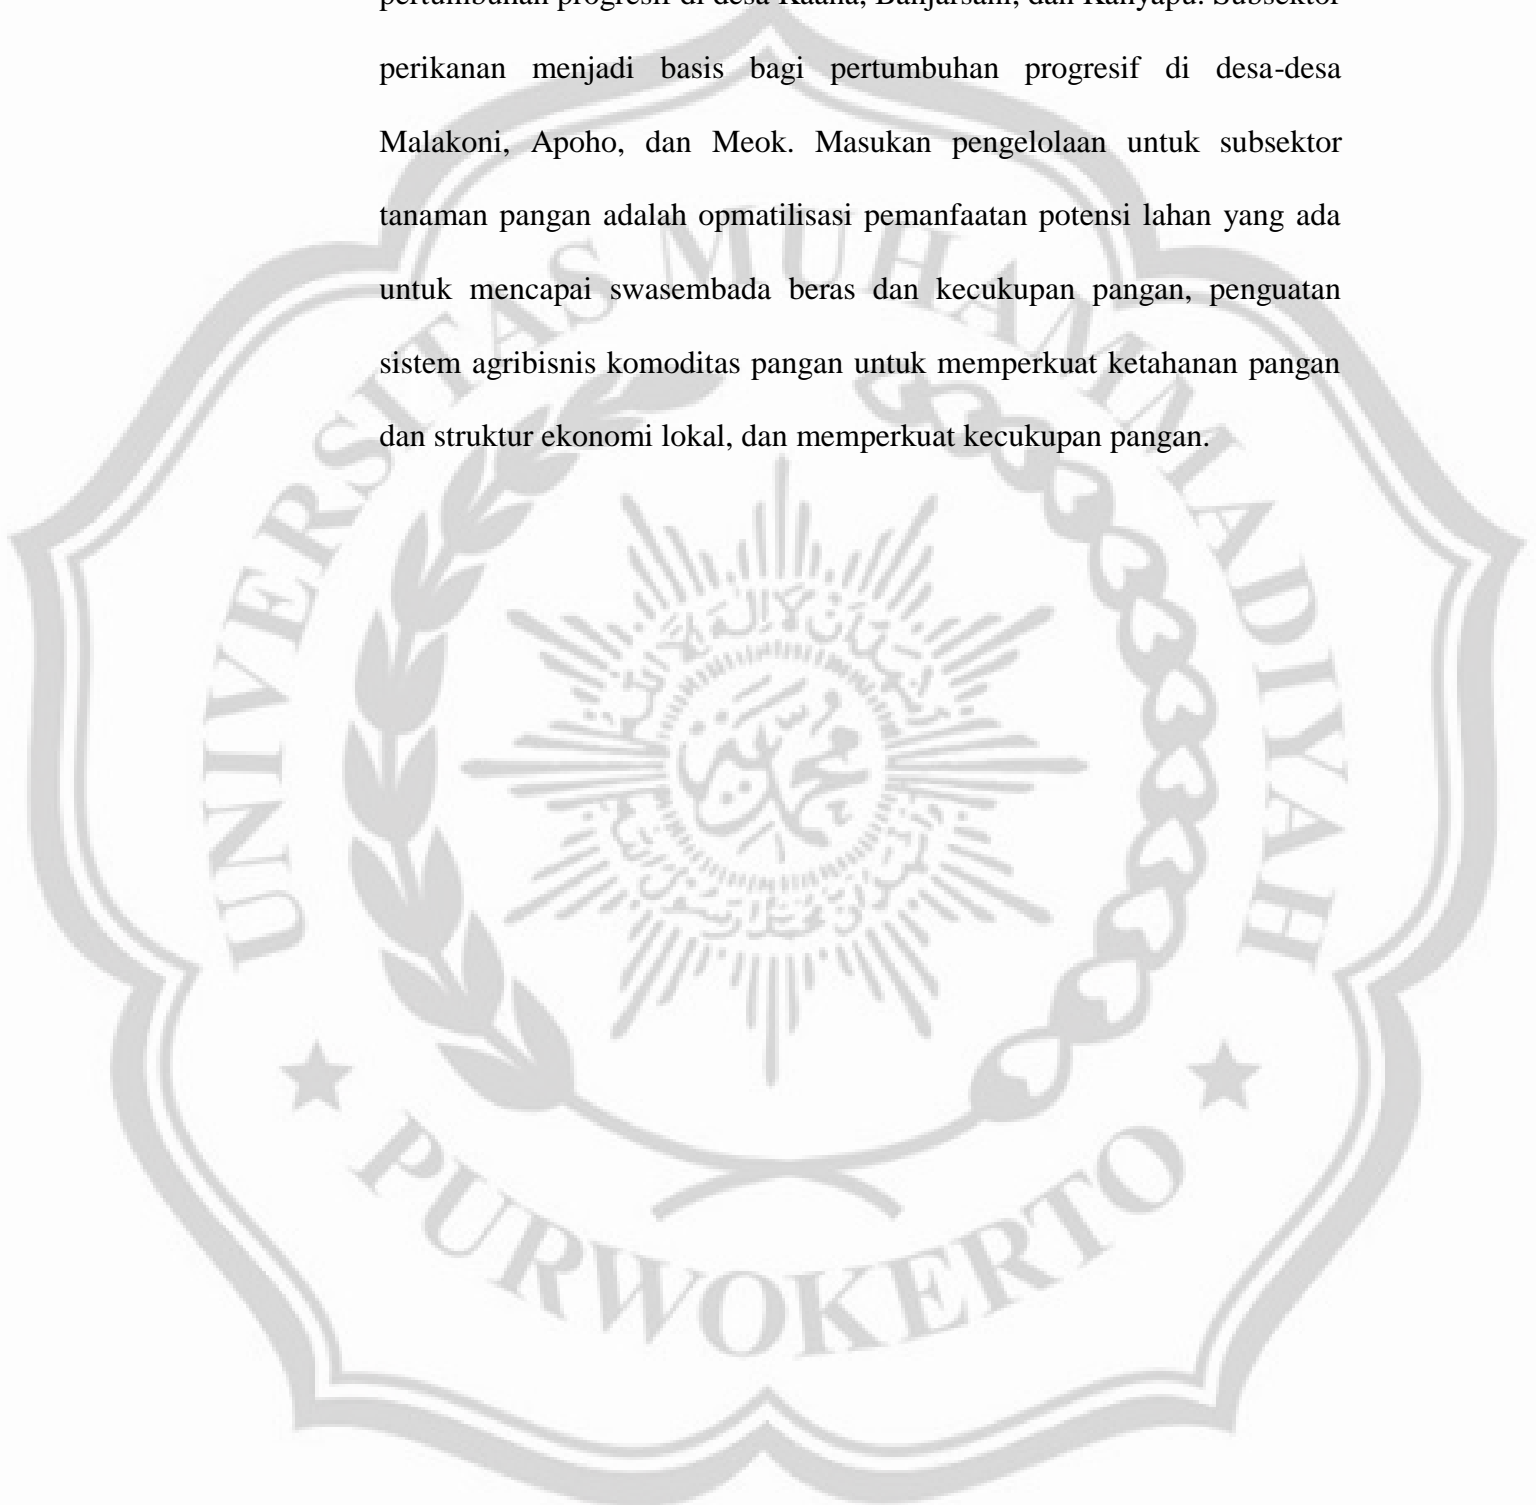 pertumbuhan progresif di desa Kaana, Banjarsani, dan Kahyapu. Subsektor
perikanan menjadi basis bagi pertumbuhan progresif di desa-desa
Malakoni, Apoho, dan Meok. Masukan pengelolaan untuk subsektor
tanaman pangan adalah opmatilisasi pemanfaatan potensi lahan yang ada
untuk mencapai swasembada beras dan kecukupan pangan, penguatan
sistem agribisnis komoditas pangan untuk memperkuat ketahanan pangan
dan struktur ekonomi lokal, dan memperkuat kecukupan pangan.
UNIVERSITAS MUHAMMADIYAH
محمدية
PURWOKERTO